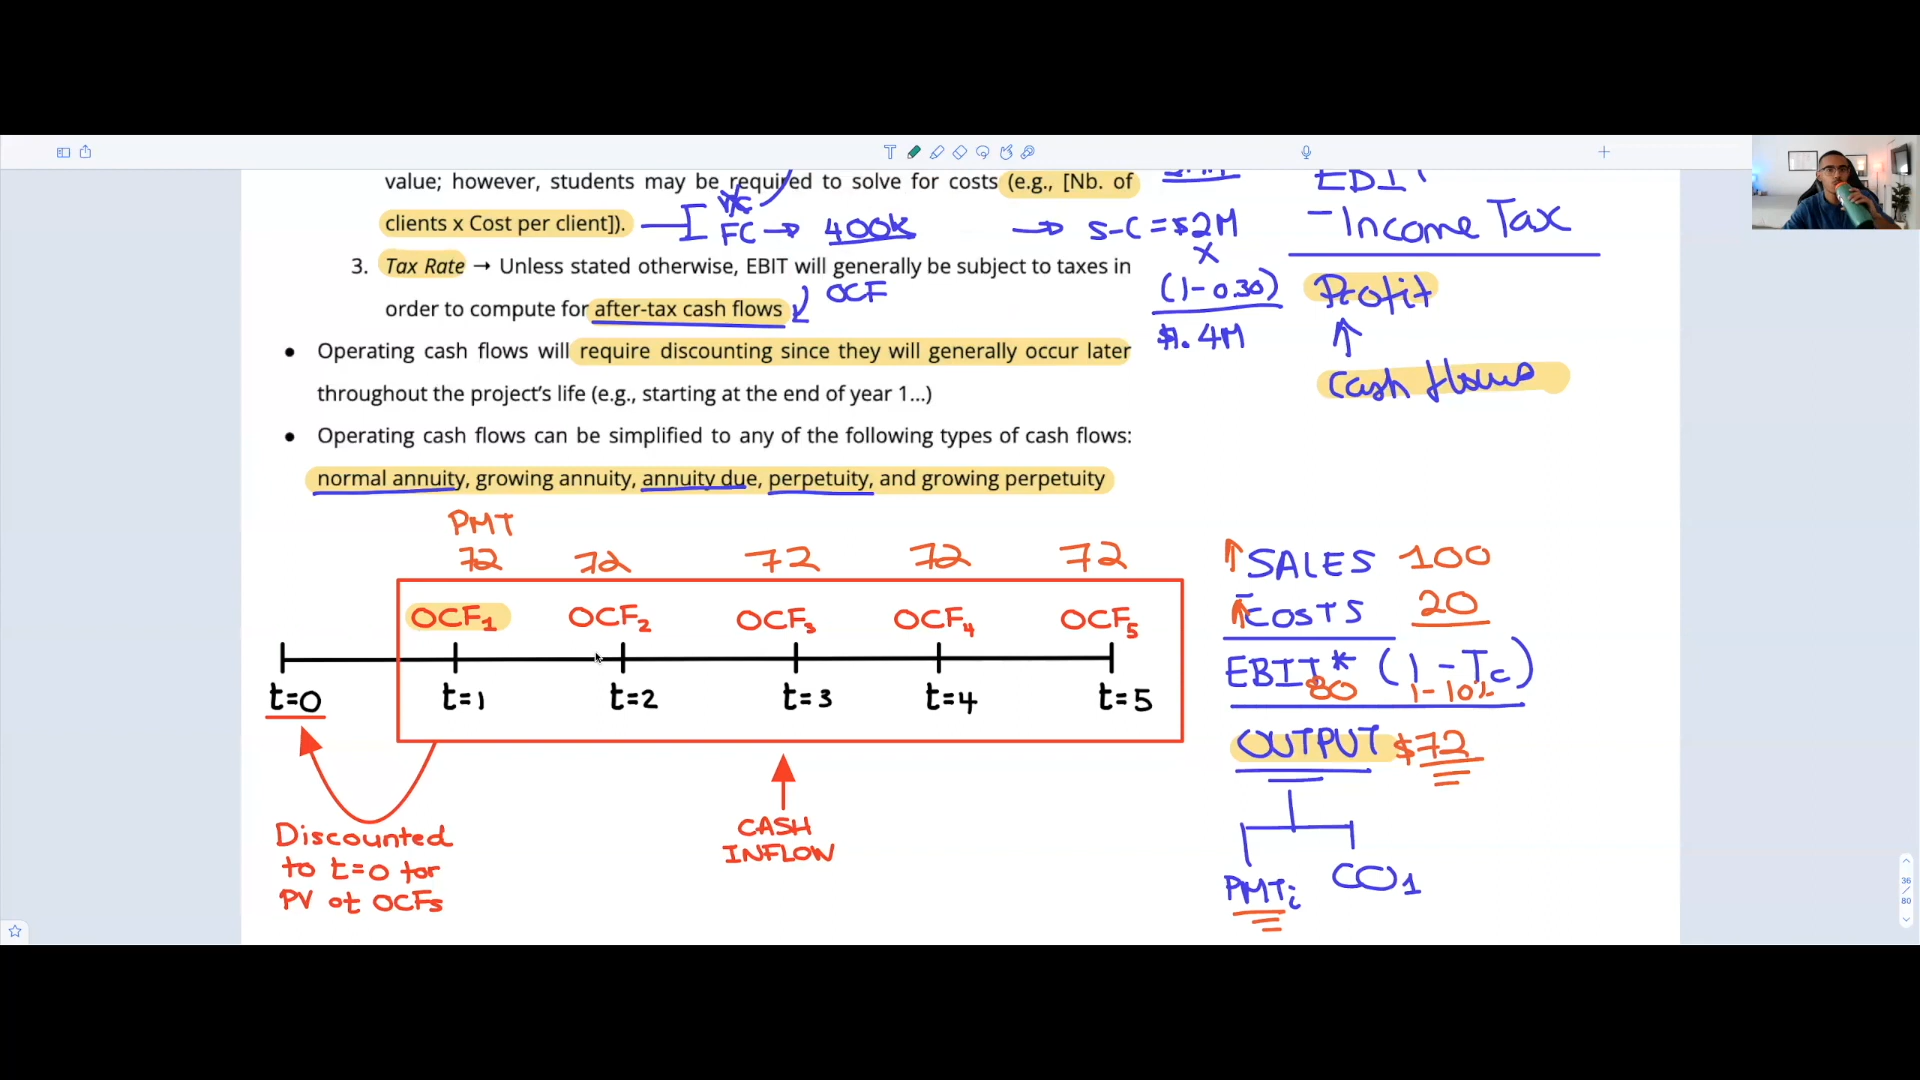 value; however, students may be required to solve for costs (e.g., [Nb. of
clients x Cost per client]).
VC
FC → 400k → S-C = $2M
x
3. Tax Rate → Unless stated otherwise, EBIT will generally be subject to taxes in
order to compute for after-tax cash flows
OCF
(1-0.30)
$1.4M
EBIT
- Income Tax
Profit
↑
Cash flows
• Operating cash flows will require discounting since they will generally occur later
throughout the project's life (e.g., starting at the end of year 1...)
• Operating cash flows can be simplified to any of the following types of cash flows:
normal annuity, growing annuity, annuity due, perpetuity, and growing perpetuity
PMT
72 72 72 72 72
OCF1 OCF2 OCF3 OCF4 OCF5
t=0 t=1 t=2 t=3 t=4 t=5
Discounted
to t=0 for
PV of OCFs
CASH
INFLOW
↑ SALES 100
↑ - COSTS 20
EBIT * (1 - Tc)
80 1-10%
OUTPUT $72
PMTi CO1
36
/
80